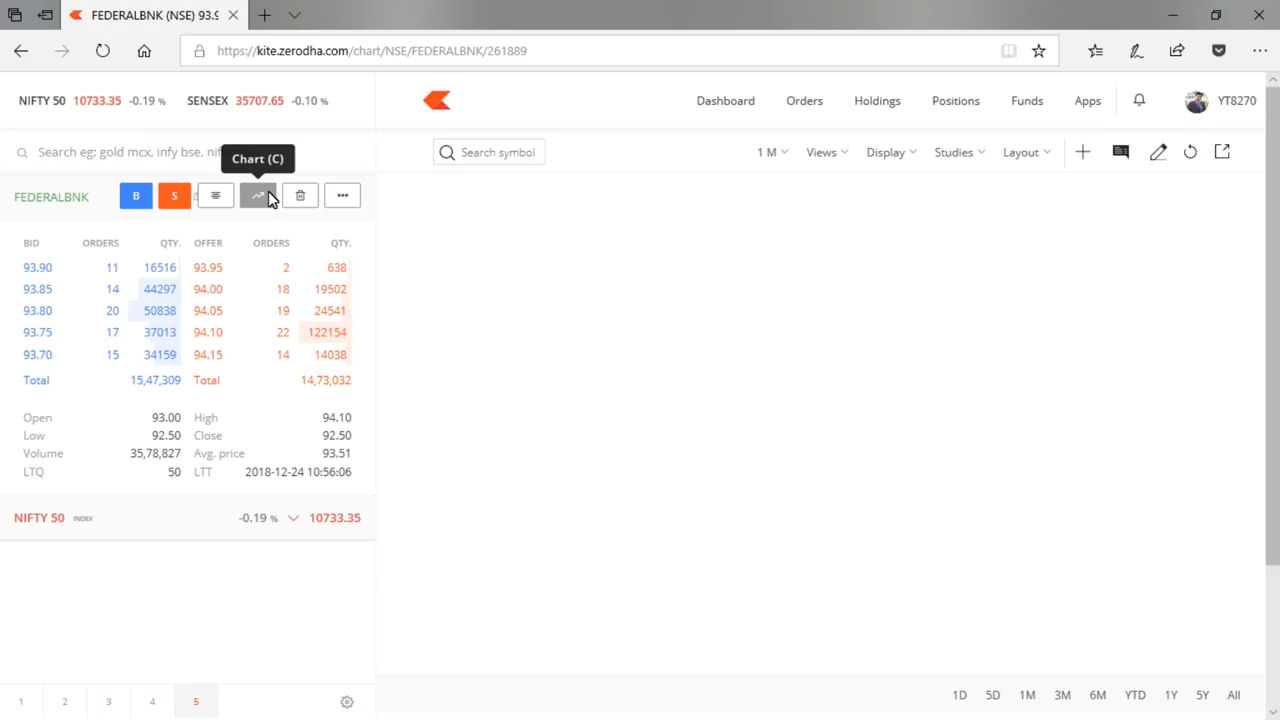 FEDERALBNK (NSE) 93.9
https://kite.zerodha.com/chart/NSE/FEDERALBNK/261889
NIFTY 50 10733.35 -0.19 % SENSEX 35707.65 -0.10 %
Dashboard Orders Holdings Positions Funds Apps YT8270
Search eg: gold mcx, infy bse, nif
Chart (C)
Search symbol 1 M Views Display Studies Layout
FEDERALBNK B S
BID ORDERS QTY. OFFER ORDERS QTY.
93.90 11 16516 93.95 2 638
93.85 14 44297 94.00 18 19502
93.80 20 50838 94.05 19 24541
93.75 17 37013 94.10 22 122154
93.70 15 34159 94.15 14 14038
Total 15,47,309 Total 14,73,032
Open 93.00 High 94.10
Low 92.50 Close 92.50
Volume 35,78,827 Avg. price 93.51
LTQ 50 LTT 2018-12-24 10:56:06
NIFTY 50 INDEX -0.19 % 10733.35
1 2 3 4 5
1D 5D 1M 3M 6M YTD 1Y 5Y All